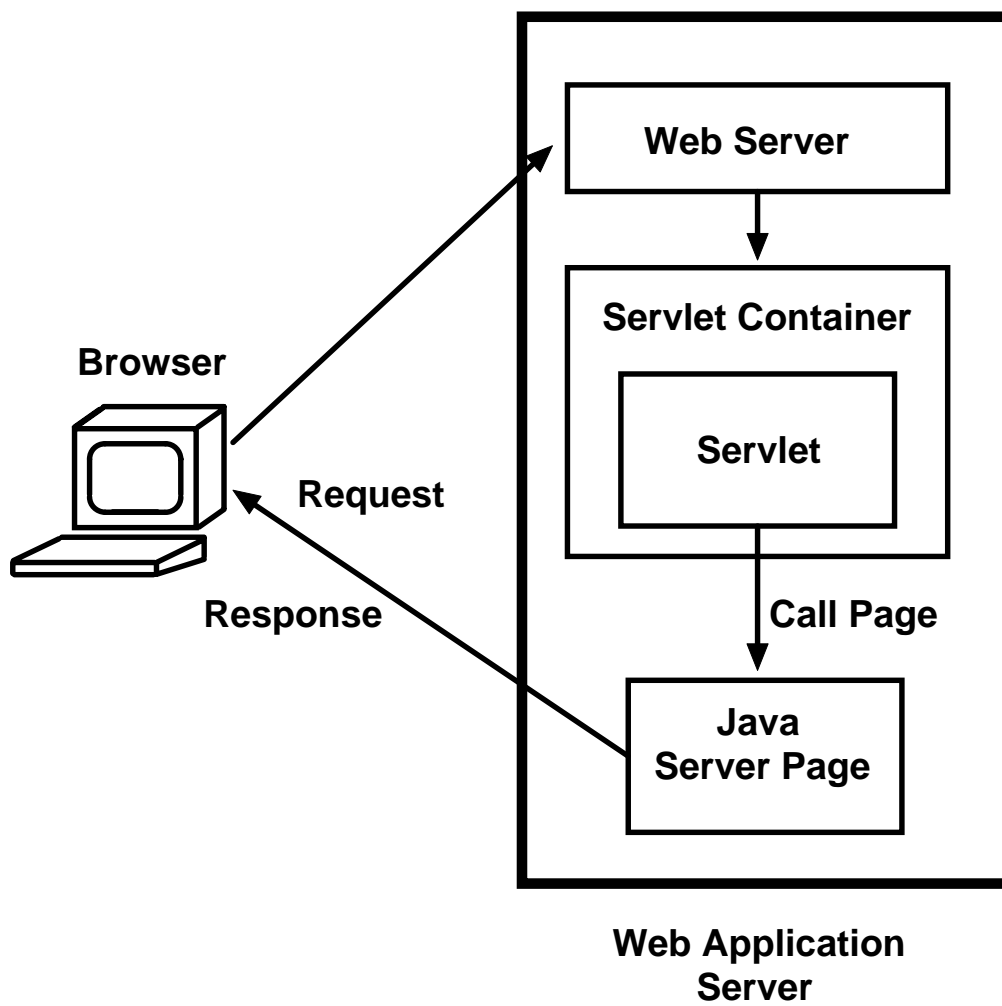 Web Server
Servlet Container
Browser
Servlet
Request
Response
Call Page
Java
Server Page
Web Application
Server